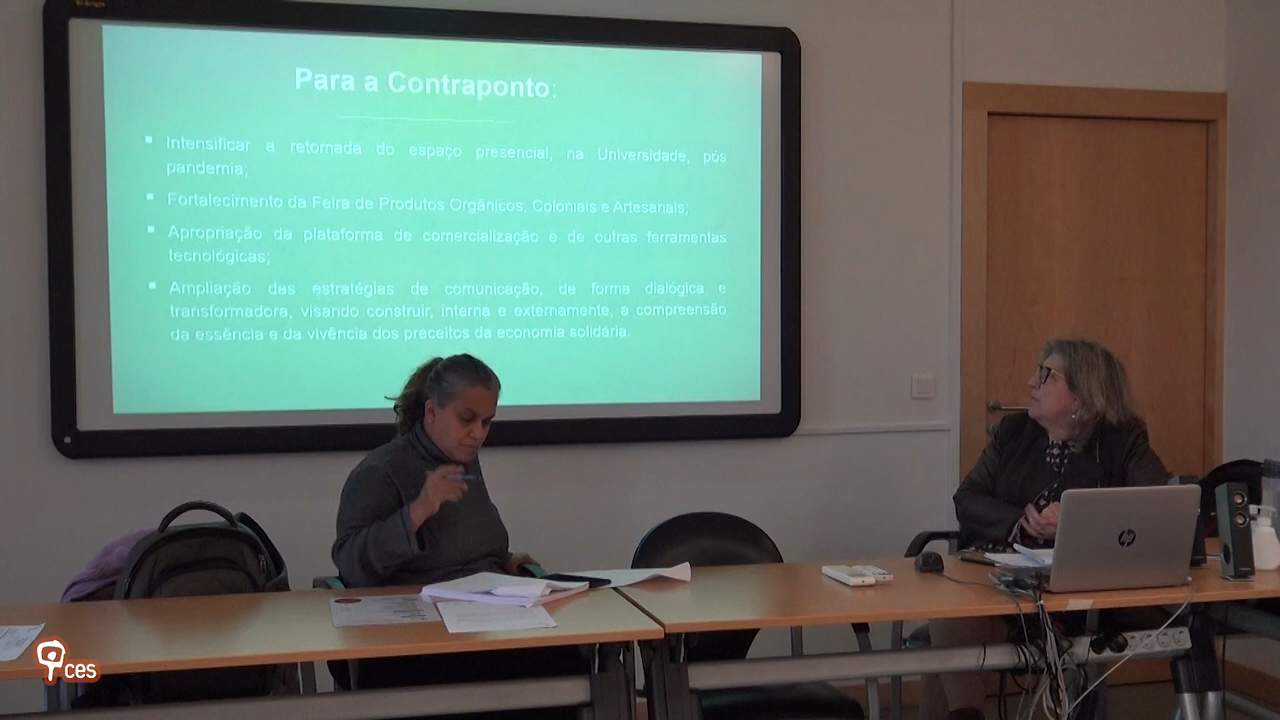 Para a Contraponto:
Intensificar a retomada do espaço presencial, na Universidade, pós
pandemia;
Fortalecimento da Feira de Produtos Orgânicos, Coloniais e Artesanais;
Apropriação da plataforma de comercialização e de outras ferramentas
tecnológicas;
Ampliação das estratégias de comunicação, de forma dialógica e
transformadora, visando construir, interna e externamente, a compreensão
da essência e da vivência dos preceitos da economia solidária.
hp
ces